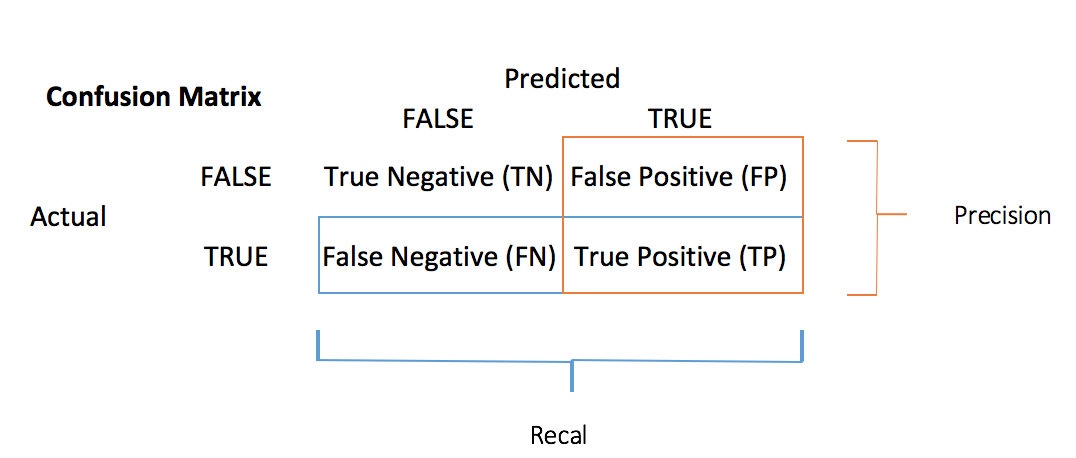 Predicted
Confusion Matrix
FALSE TRUE
FALSE True Negative (TN) False Positive (FP)
Actual Precision
TRUE False Negative (FN) True Positive (TP)
Recal